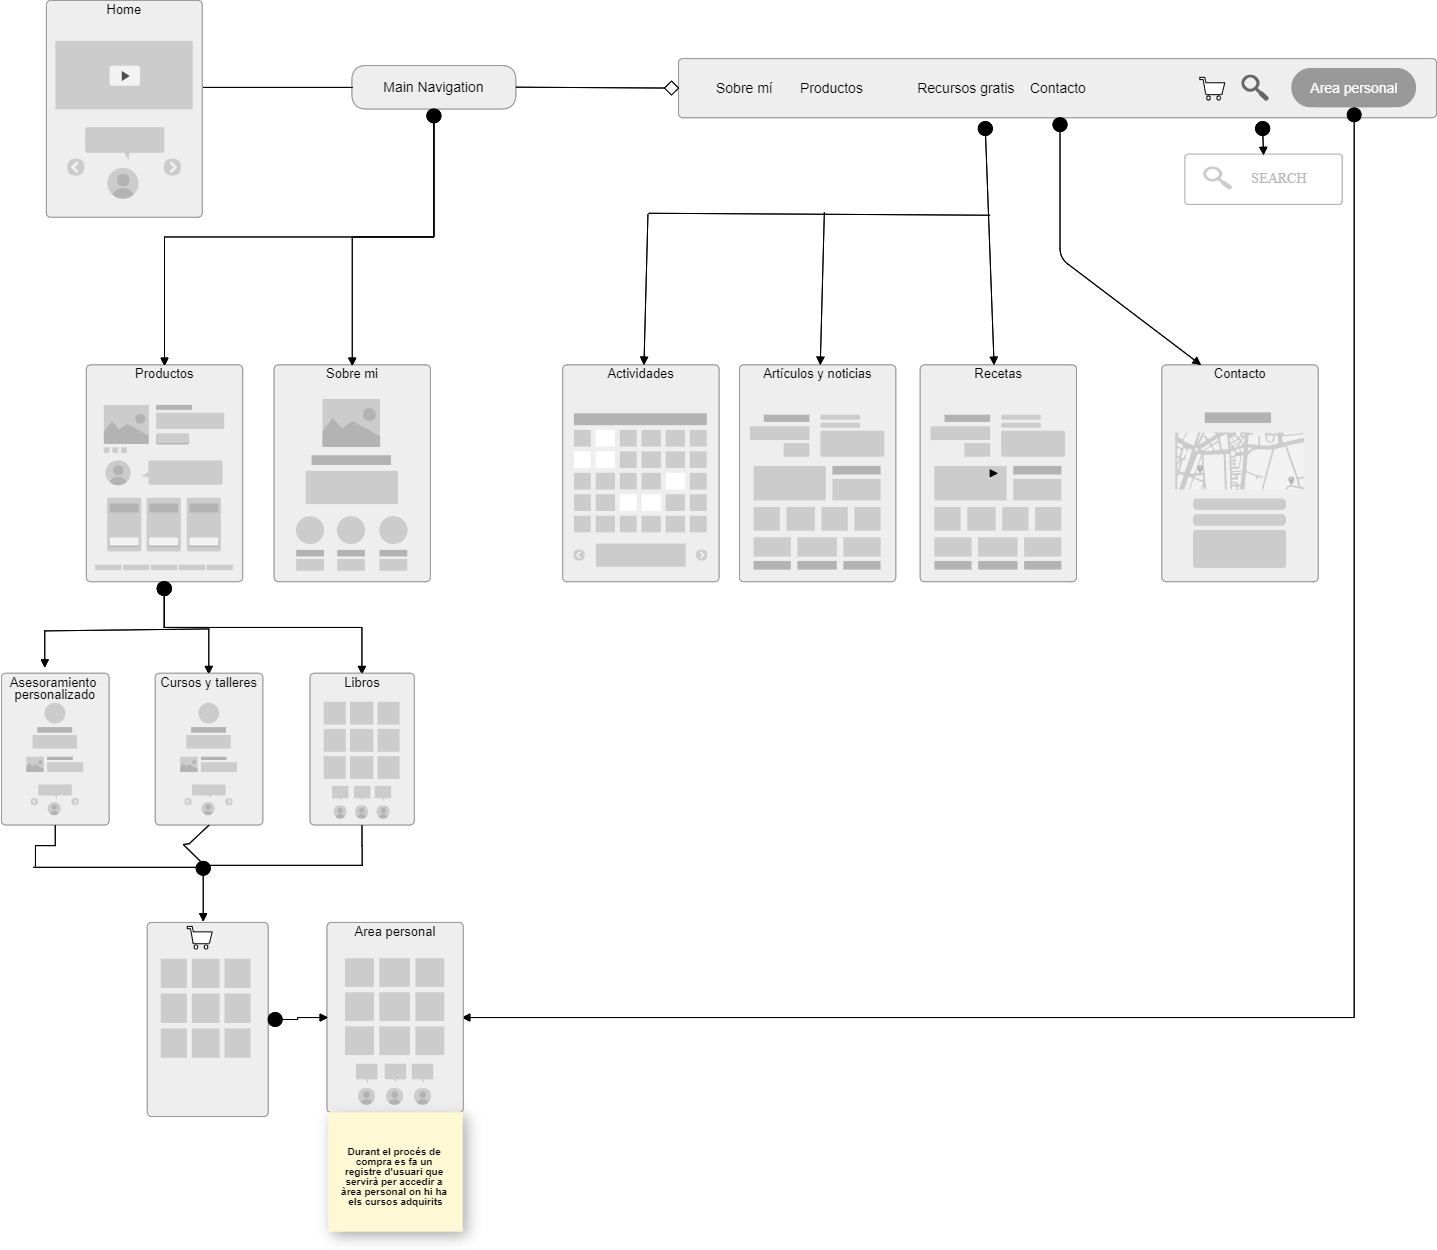 Home
Main Navigation
Sobre mí
Productos
Recursos gratis
Contacto
Area personal
SEARCH
Productos
Sobre mi
Actividades
Artículos y noticias
Recetas
Contacto
Asesoramiento
personalizado
Cursos y talleres
Libros
Area personal
Durant el procés de
compra es fa un
registre d'usuari que
servirà per accedir a
àrea personal on hi ha
els cursos adquirits